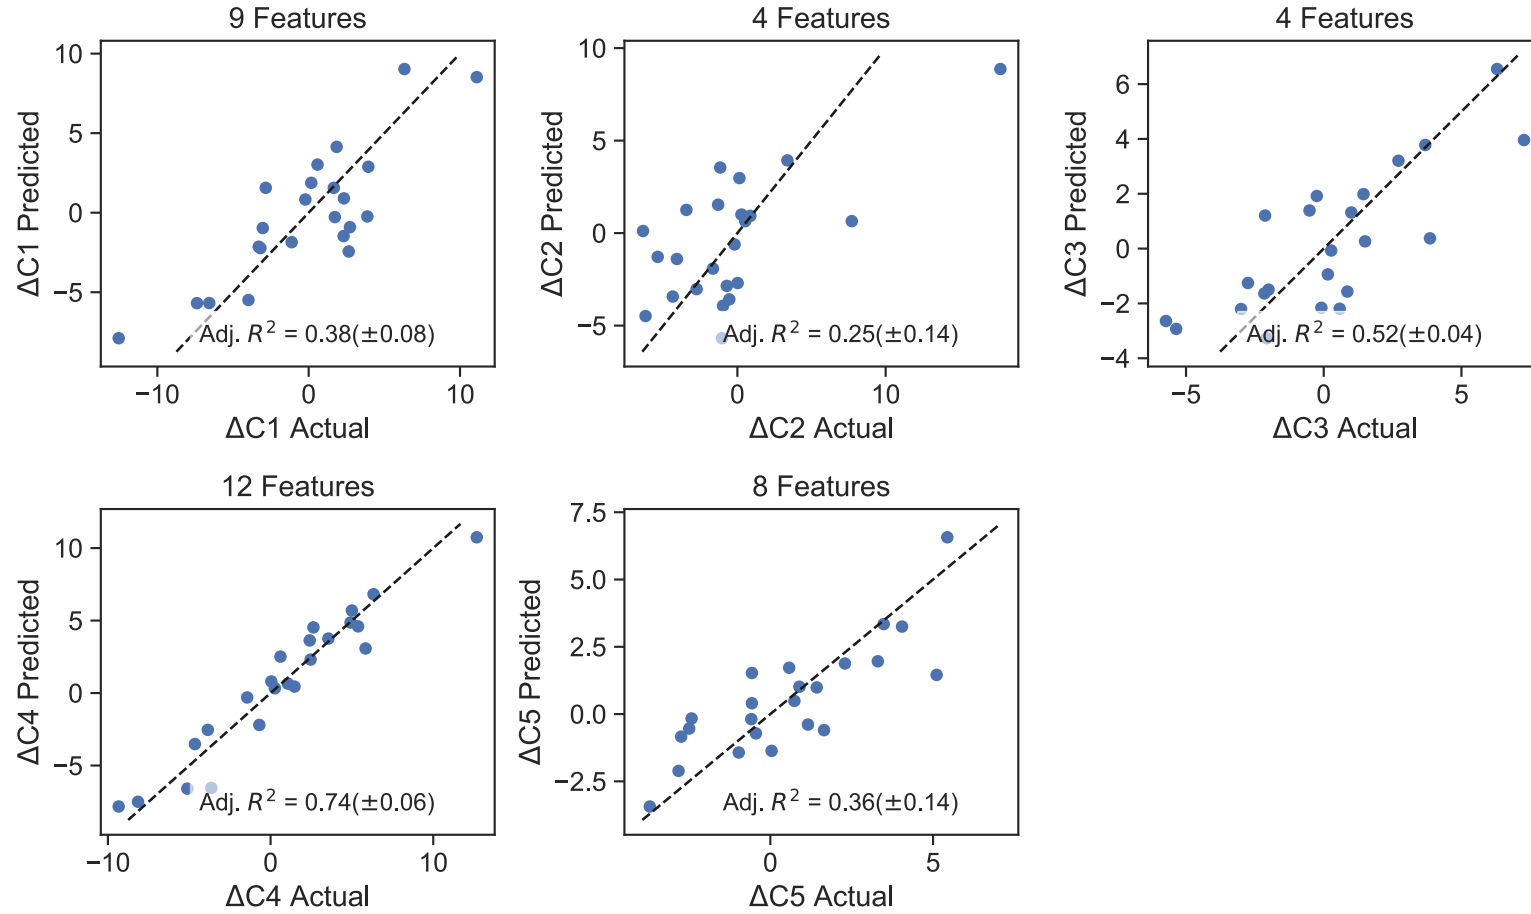 9 Features
10
5
0
−5
ΔC1 Predicted
Adj. R² = 0.38(±0.08)
−10
0
10
ΔC1 Actual
4 Features
10
5
0
−5
ΔC2 Predicted
Adj. R² = 0.25(±0.14)
0
10
ΔC2 Actual
4 Features
6
4
2
0
−2
−4
ΔC3 Predicted
Adj. R² = 0.52(±0.04)
−5
0
5
ΔC3 Actual
12 Features
10
5
0
−5
ΔC4 Predicted
Adj. R² = 0.74(±0.06)
−10
0
10
ΔC4 Actual
8 Features
7.5
5.0
2.5
0.0
−2.5
ΔC5 Predicted
Adj. R² = 0.36(±0.14)
0
5
ΔC5 Actual